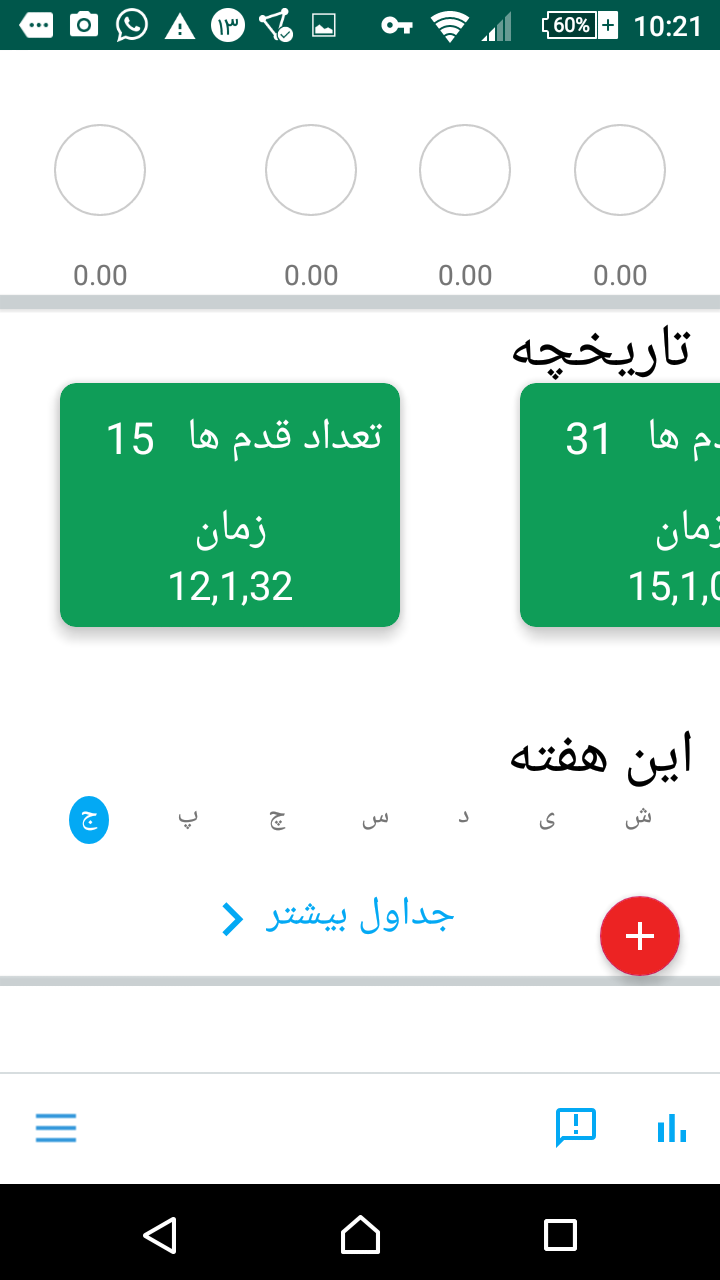 ۱۳ 60% 10:21
0.00 0.00 0.00 0.00
تاریخچه
تعداد قدم ها 15
زمان
12,1,32
ها 31
زمان
15,1,0
این هفته
ش ی د س چ پ ج
جداول بیشتر